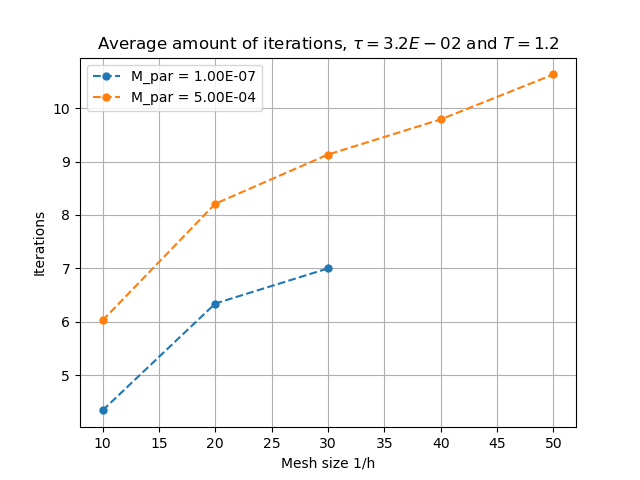 Average amount of iterations, τ = 3.2E − 02 and T = 1.2
M_par = 1.00E-07
M_par = 5.00E-04
Iterations
10
9
8
7
6
5
10 15 20 25 30 35 40 45 50
Mesh size 1/h